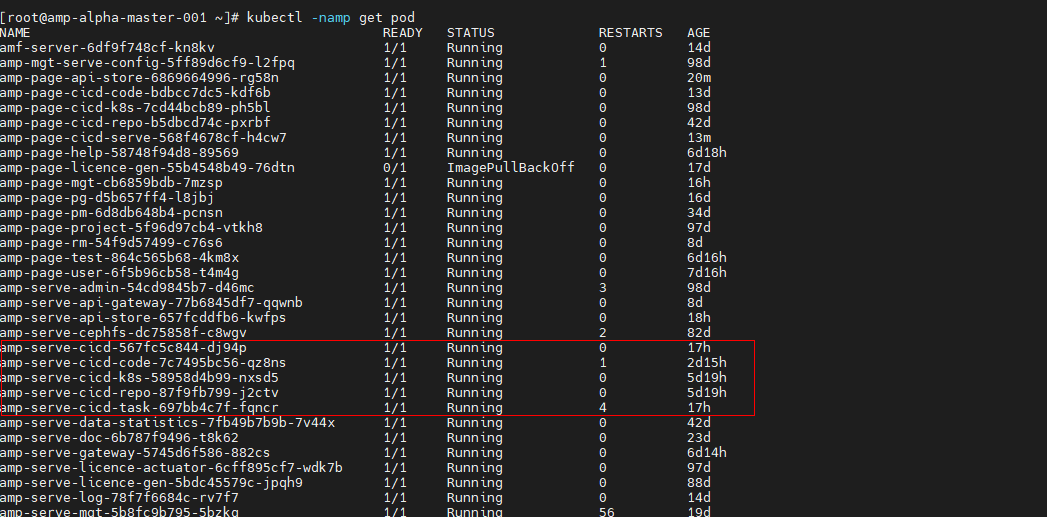 [root@amp-alpha-master-001 ~]# kubectl -namp get pod
NAME READY STATUS RESTARTS AGE
amf-server-6df9f748cf-kn8kv 1/1 Running 0 14d
amp-mgt-serve-config-5ff89d6cf9-l2fpq 1/1 Running 1 98d
amp-page-api-store-6869664996-rg58n 1/1 Running 0 20m
amp-page-cicd-code-bdbcc7dc5-kdf6b 1/1 Running 0 13d
amp-page-cicd-k8s-7cd44bcb89-ph5bl 1/1 Running 0 98d
amp-page-cicd-repo-b5dbcd74c-pxrbf 1/1 Running 0 42d
amp-page-cicd-serve-568f4678cf-h4cw7 1/1 Running 0 13m
amp-page-help-58748f94d8-89569 1/1 Running 0 6d18h
amp-page-licence-gen-55b4548b49-76dtn 0/1 ImagePullBackOff 0 17d
amp-page-mgt-cb6859bdb-7mzsp 1/1 Running 0 16h
amp-page-pg-d5b657ff4-l8jbj 1/1 Running 0 16d
amp-page-pm-6d8db648b4-pcnsn 1/1 Running 0 34d
amp-page-project-5f96d97cb4-vtkh8 1/1 Running 0 97d
amp-page-rm-54f9d57499-c76s6 1/1 Running 0 8d
amp-page-test-864c565b68-4km8x 1/1 Running 0 6d16h
amp-page-user-6f5b96cb58-t4m4g 1/1 Running 0 7d16h
amp-serve-admin-54cd9845b7-d46mc 1/1 Running 3 98d
amp-serve-api-gateway-77b6845df7-qqwnb 1/1 Running 0 8d
amp-serve-api-store-657fcddfb6-kwfps 1/1 Running 0 18h
amp-serve-cephfs-dc75858f-c8wgv 1/1 Running 2 82d
amp-serve-cicd-567fc5c844-dj94p 1/1 Running 0 17h
amp-serve-cicd-code-7c7495bc56-qz8ns 1/1 Running 1 2d15h
amp-serve-cicd-k8s-58958d4b99-nxsd5 1/1 Running 0 5d19h
amp-serve-cicd-repo-87f9fb799-j2ctv 1/1 Running 0 5d19h
amp-serve-cicd-task-697bb4c7f-fqncr 1/1 Running 4 17h
amp-serve-data-statistics-7fb49b7b9b-7v44x 1/1 Running 0 42d
amp-serve-doc-6b787f9496-t8k62 1/1 Running 0 23d
amp-serve-gateway-5745d6f586-882cs 1/1 Running 0 6d14h
amp-serve-licence-actuator-6cff895cf7-wdk7b 1/1 Running 0 97d
amp-serve-licence-gen-5bdc45579c-jpqh9 1/1 Running 0 88d
amp-serve-log-78f7f6684c-rv7f7 1/1 Running 0 14d
amp-serve-mgt-5b8fc9b795-5bzkg 1/1 Running 56 19d